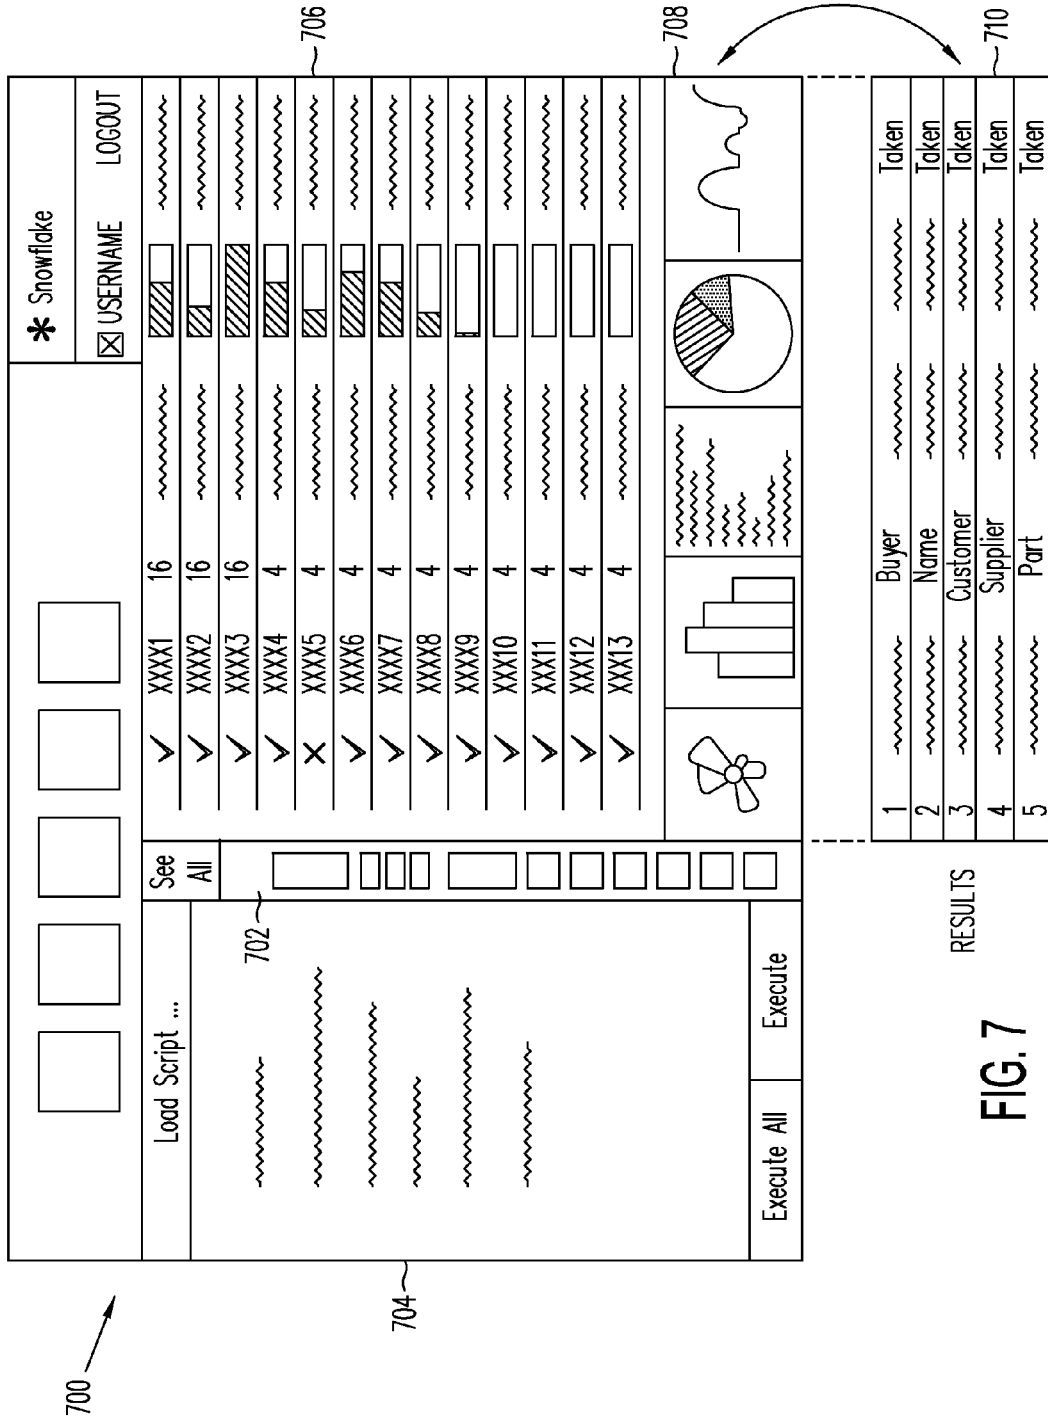 700
* Snowflake
☒ USERNAME LOGOUT
Load Script ...
See
All
702
704
XXXX1 16
XXXX2 16
XXXX3 16
XXXX4 4
XXXX5 4
XXXX6 4
XXXX7 4
XXXX8 4
XXXX9 4
XXX10 4
XXX11 4
XXX12 4
XXX13 4
706
708
Execute All Execute
RESULTS
1 Buyer Taken
2 Name Taken
3 Customer Taken
4 Supplier Taken
5 Part Taken
710
FIG. 7